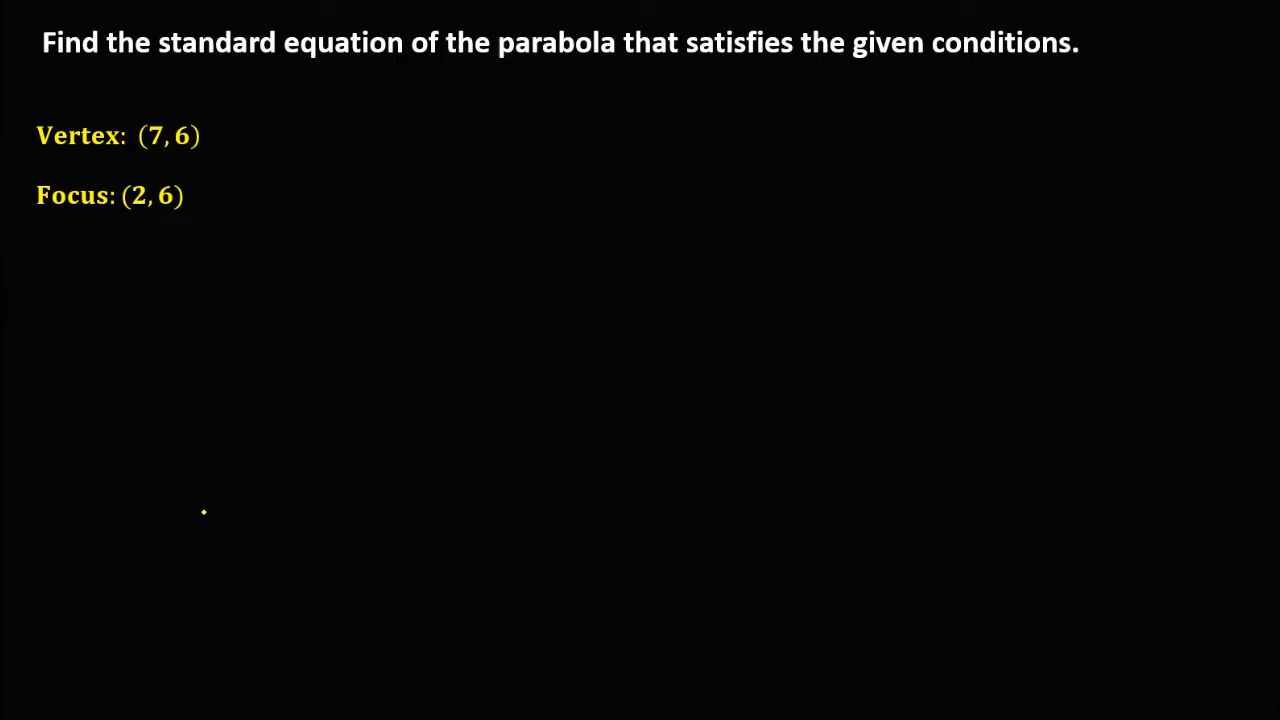 Find the standard equation of the parabola that satisfies the given conditions.
Vertex: (7, 6)
Focus: (2, 6)